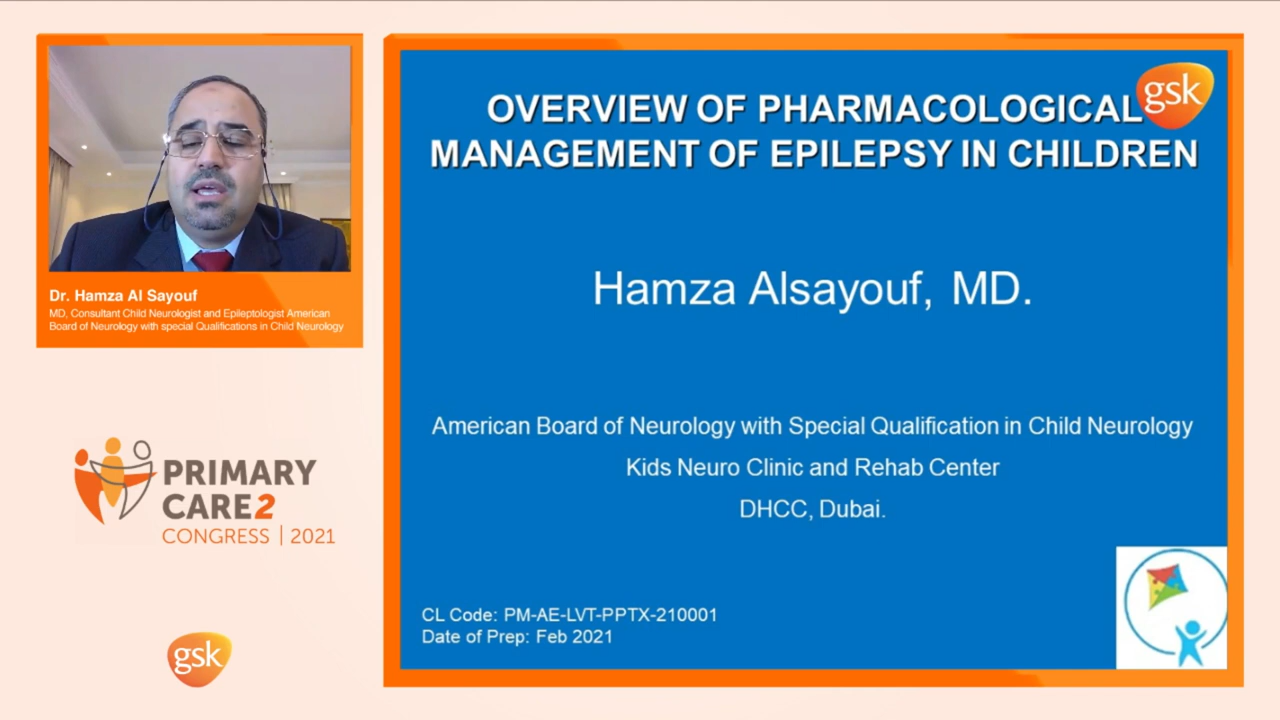 Dr. Hamza Al Sayouf
MD, Consultant Child Neurologist and Epileptologist American
Board of Neurology with special Qualifications in Child Neurology
PRIMARY
CARE2
CONGRESS | 2021
gsk
gsk
OVERVIEW OF PHARMACOLOGICAL
MANAGEMENT OF EPILEPSY IN CHILDREN
Hamza Alsayouf, MD.
American Board of Neurology with Special Qualification in Child Neurology
Kids Neuro Clinic and Rehab Center
DHCC, Dubai.
CL Code: PM-AE-LVT-PPTX-210001
Date of Prep: Feb 2021